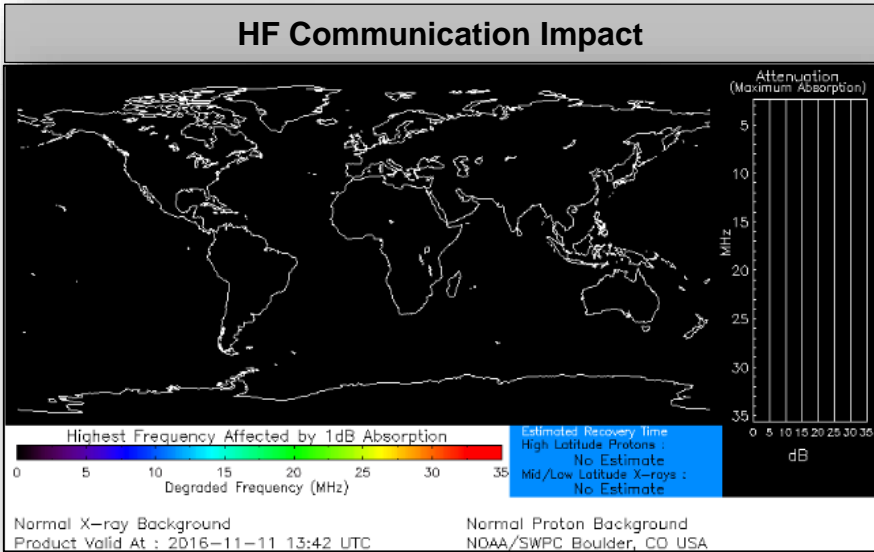 HF Communication Impact
Attenuation
(Maximum Absorption)
5
10
15
20
25
30
35
MHz
0 5 10 15 20 25 30 35
dB
Highest Frequency Affected by 1dB Absorption
0 5 10 15 20 25 30 35
Degraded Frequency (MHz)
Estimated Recovery Time
High Latitude Protons :
No Estimate
Mid/Low Latitude X-rays :
No Estimate
Normal X-ray Background
Product Valid At : 2016-11-11 13:42 UTC
Normal Proton Background
NOAA/SWPC Boulder, CO USA